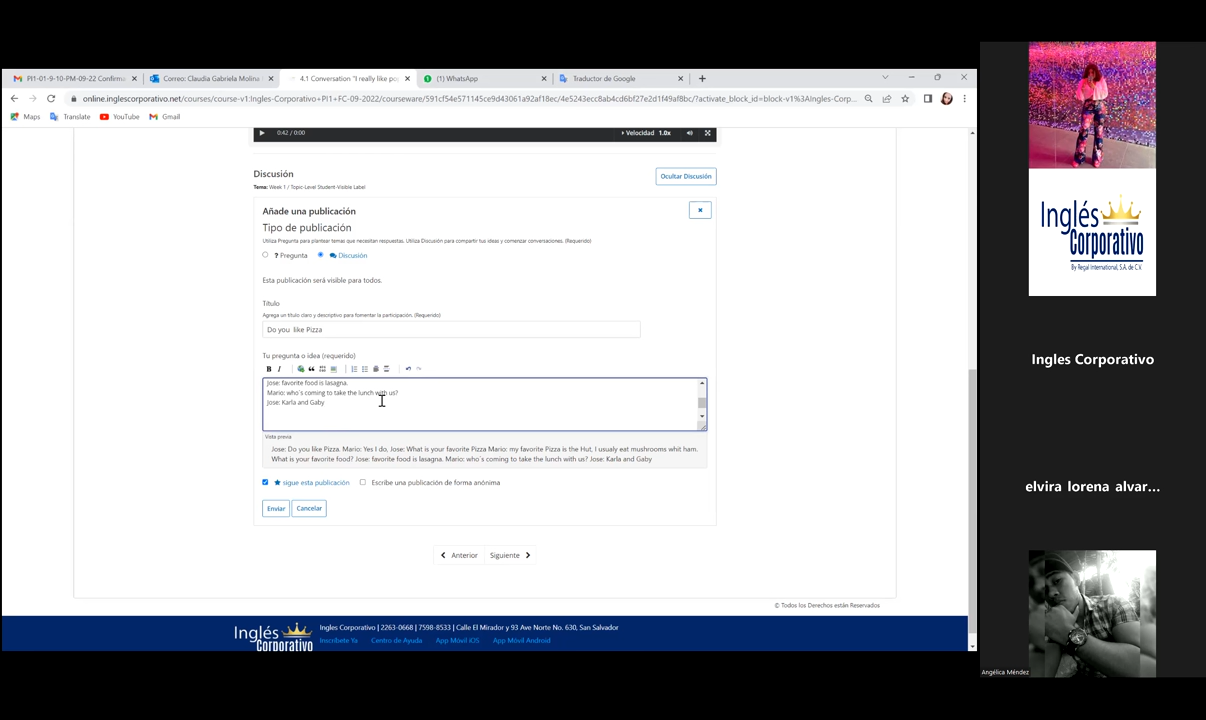 PI1-01-9-10-PM-09-22 Confirma
Correo: Claudia Gabriela Molina
4.1 Conversation "I really like po
(1) WhatsApp
Traductor de Google
online.inglescorporativo.net/courses/course-v1:Ingles-Corporativo+PI1+FC-09-2022/courseware/591cf54e571145ce9d43061a92af18ec/4e5243ecc8ab4cd6bf27e2d1f49af8bc/?activate_block_id=block-v1%3AIngles-Corp...
Maps
Translate
YouTube
Gmail
0:42 / 0:00
Velocidad 1.0x
Discusión
Tema: Week 1 / Topic-Level Student-Visible Label
Ocultar Discusión
Añade una publicación
Tipo de publicación
Utiliza Pregunta para plantear temas que necesitan respuestas. Utiliza Discusión para compartir tus ideas y comenzar conversaciones. (Requerido)
? Pregunta
Discusión
Esta publicación será visible para todos.
Título
Agrega un título claro y descriptivo para fomentar la participación. (Requerido)
Do you like Pizza
Tu pregunta o idea (requerido)
B I
Jose: favorite food is lasagna.
Mario: who`s coming to take the lunch with us?
Jose: Karla and Gaby
Vista previa
Jose: Do you like Pizza. Mario: Yes I do, Jose: What is your favorite Pizza Mario: my favorite Pizza is the Hut, I usualy eat mushrooms whit ham.
What is your favorite food? Jose: favorite food is lasagna. Mario: who`s coming to take the lunch with us? Jose: Karla and Gaby
sigue esta publicación
Escribe una publicación de forma anónima
Enviar
Cancelar
Anterior
Siguiente
© Todos los Derechos están Reservados
Inglés Corporativo
Ingles Corporativo | 2263-0668 | 7598-8533 | Calle El Mirador y 93 Ave Norte No. 630, San Salvador
Inscríbete Ya
Centro de Ayuda
App Móvil iOS
App Móvil Android
Inglés
Corporativo
By Regal International, S.A. de C.V.
Ingles Corporativo
elvira lorena alvar...
Angélica Méndez